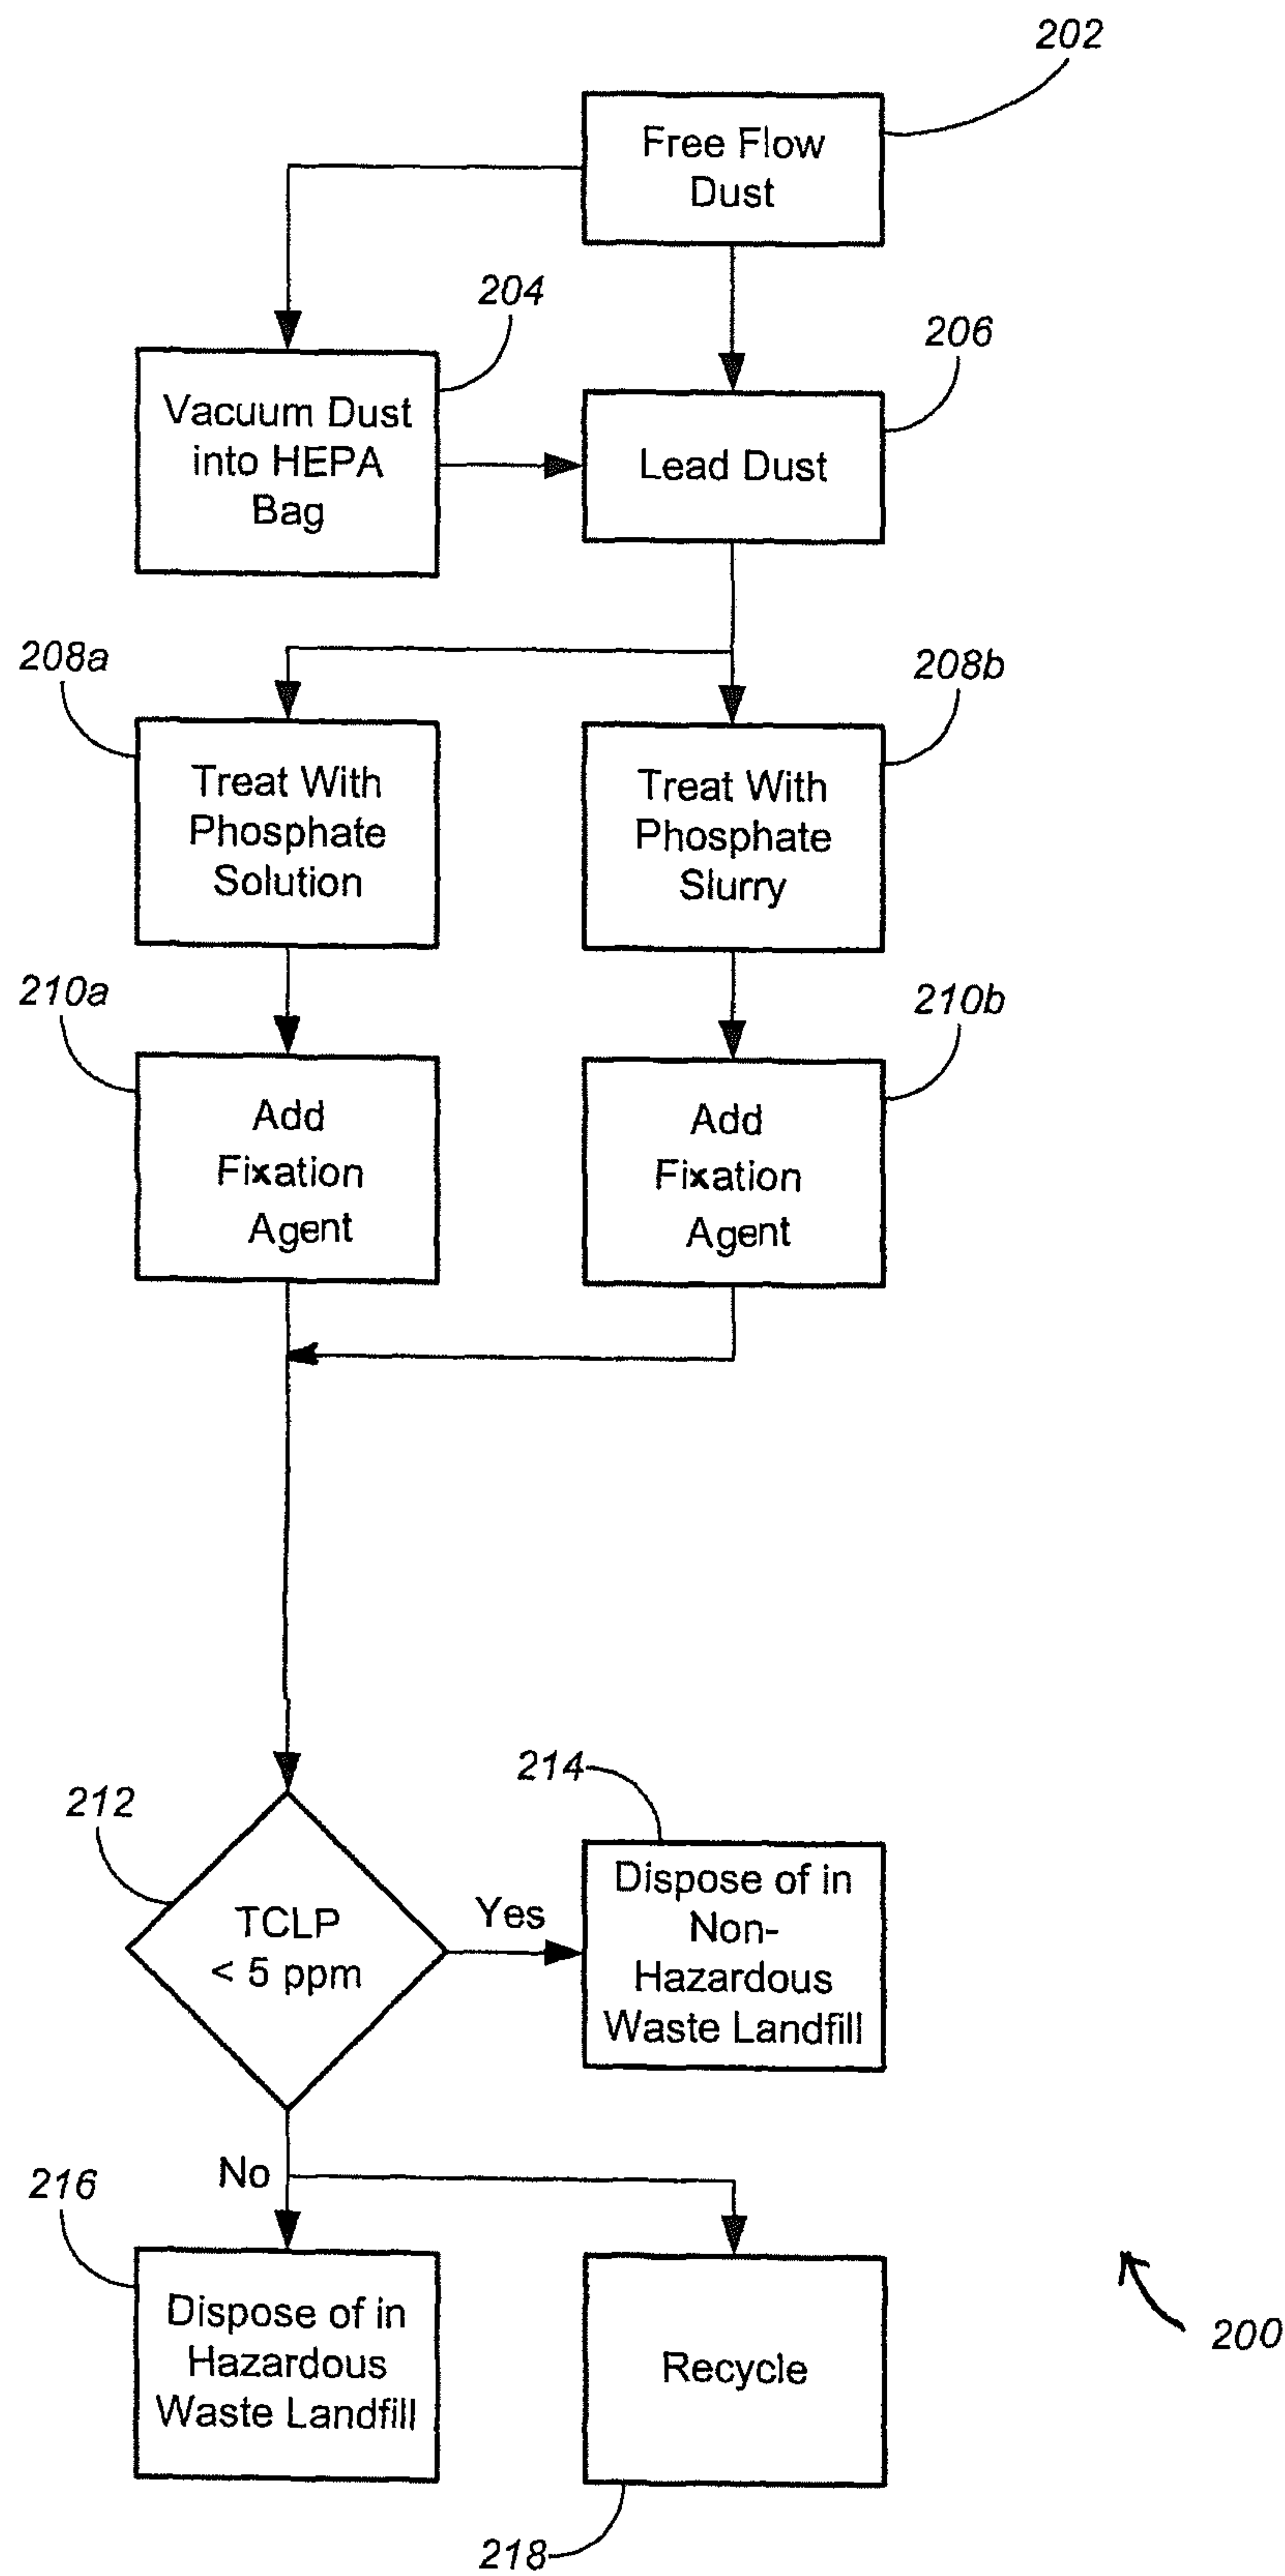 202
Free Flow
Dust
204
Vacuum Dust
into HEPA
Bag
206
Lead Dust
208a
Treat With
Phosphate
Solution
208b
Treat With
Phosphate
Slurry
210a
Add
Fixation
Agent
210b
Add
Fixation
Agent
212
TCLP
< 5 ppm
Yes
214
Dispose of in
Non-
Hazardous
Waste Landfill
No
216
Dispose of in
Hazardous
Waste Landfill
Recycle
218
200